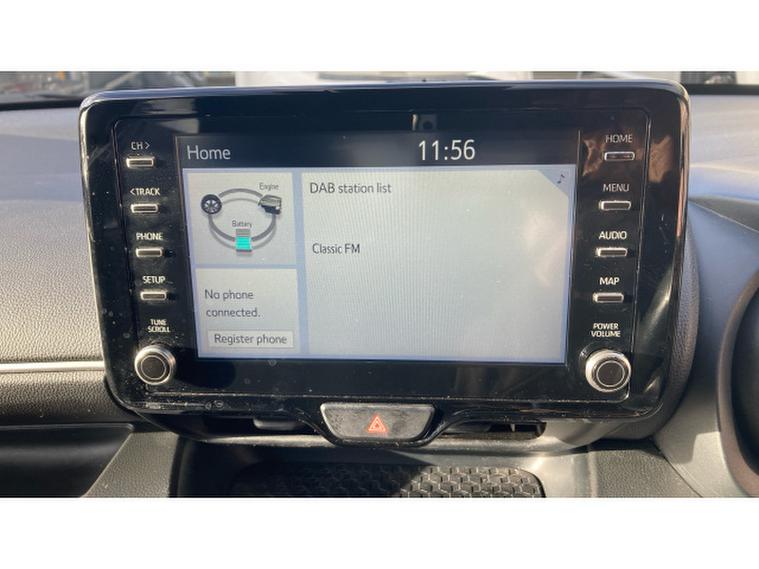 CH >
< TRACK
PHONE
SETUP
TUNE
SCROLL
Home
11:56
Engine
Battery
DAB station list
Classic FM
No phone
connected.
Register phone
HOME
MENU
AUDIO
MAP
POWER
VOLUME